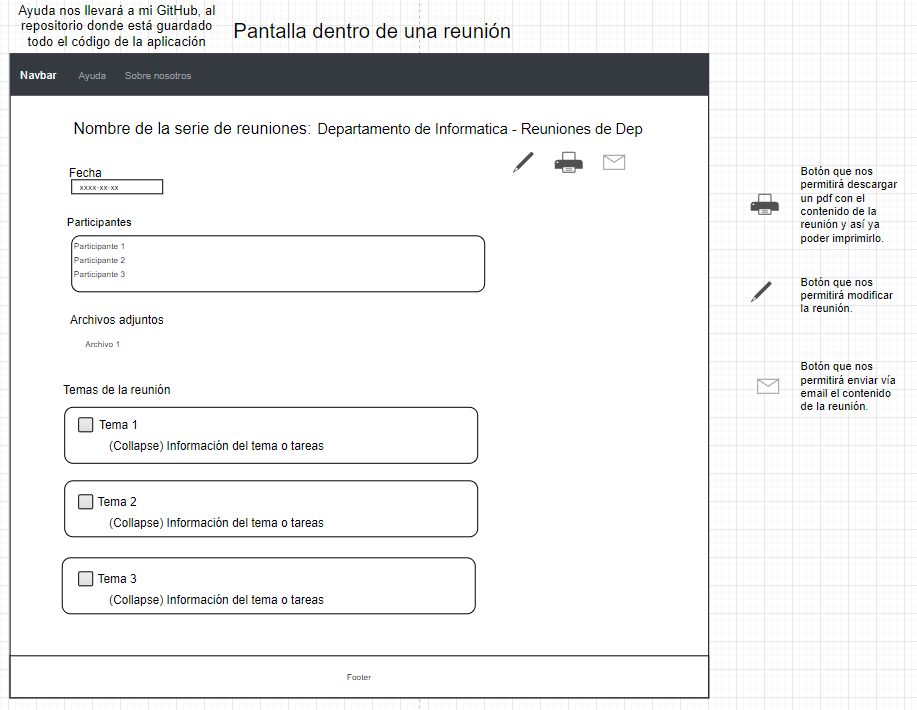 Ayuda nos llevará a mi GitHub, al
repositorio donde está guardado
todo el código de la aplicación
Pantalla dentro de una reunión
Navbar Ayuda Sobre nosotros
Nombre de la serie de reuniones: Departamento de Informatica - Reuniones de Dep
Fecha
xxxx-xx-xx
Participantes
Participante 1
Participante 2
Participante 3
Archivos adjuntos
Archivo 1
Temas de la reunión
Tema 1
(Collapse) Información del tema o tareas
Tema 2
(Collapse) Información del tema o tareas
Tema 3
(Collapse) Información del tema o tareas
Footer
Botón que nos
permitirá descargar
un pdf con el
contenido de la
reunión y así ya
poder imprimirlo.
Botón que nos
permitirá modificar
la reunión.
Botón que nos
permitirá enviar vía
email el contenido
de la reunión.